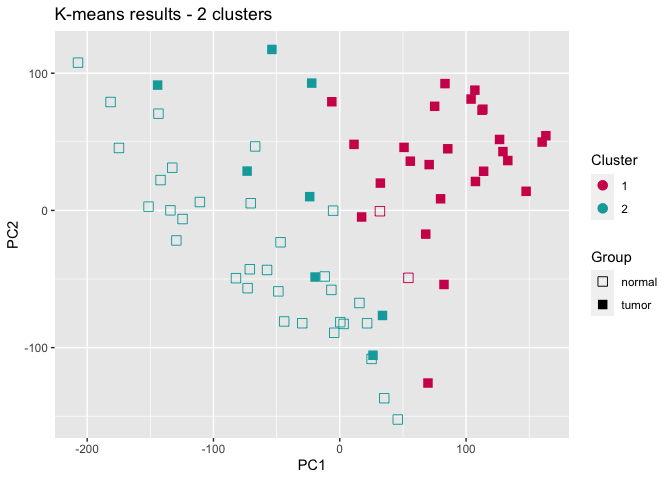 K-means results - 2 clusters
100
0
-100
PC2
-200
-100
0
100
PC1
Cluster
1
2
Group
normal
tumor